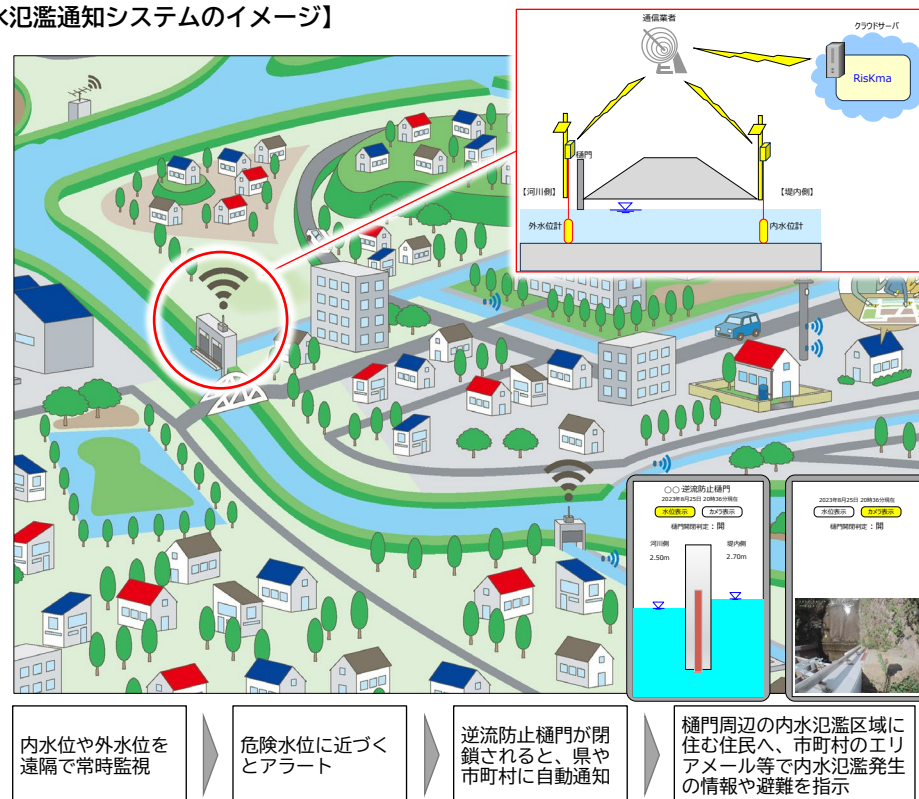 水氾濫通知システムのイメージ】
通信業者
クラウドサーバ
RisKma
樋門
【河川側】
【堤内側】
外水位計
内水位計
○○逆流防止樋門
2023年8月25日 20時36分現在
水位表示 カメラ表示
樋門開閉判定:開
河川側 堤内側
2.50m 2.70m
2023年8月25日 20時36分現在
水位表示 カメラ表示
樋門開閉判定:開
内水位や外水位を
遠隔で常時監視
危険水位に近づく
とアラート
逆流防止樋門が閉
鎖されると、県や
市町村に自動通知
樋門周辺の内水氾濫区域に
住む住民へ、市町村のエリ
アメール等で内水氾濫発生
の情報や避難を指示